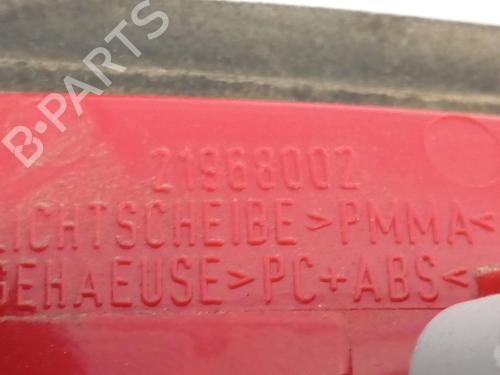 B-PARTS
21968002
LICHTSCHEIBE>PMMA<
GEHAEUSE>PC+ABS<